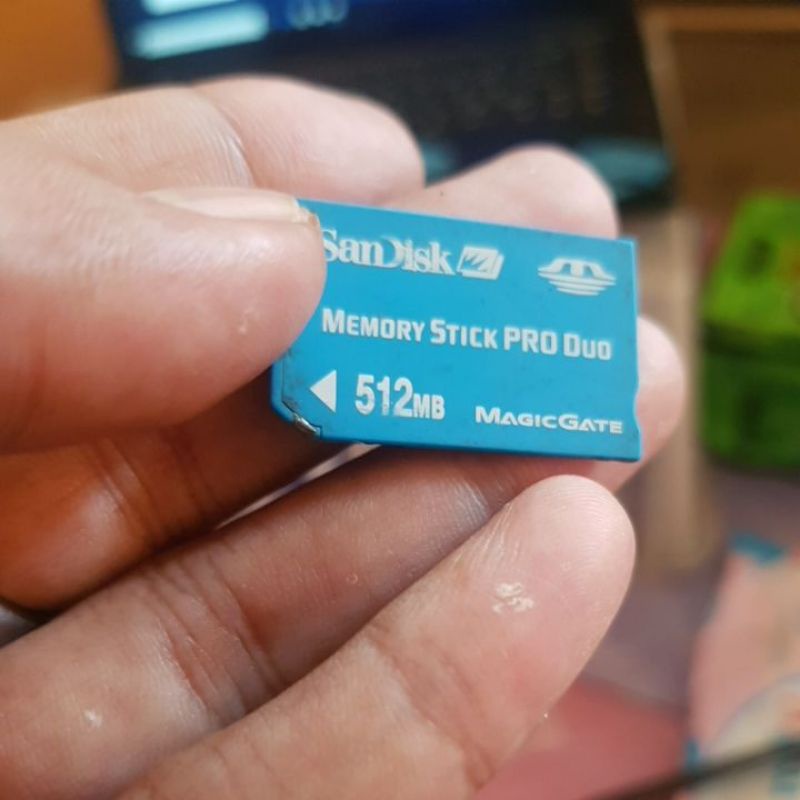 SanDisk
MEMORY STICK PRO DUO
512MB
MAGICGATE